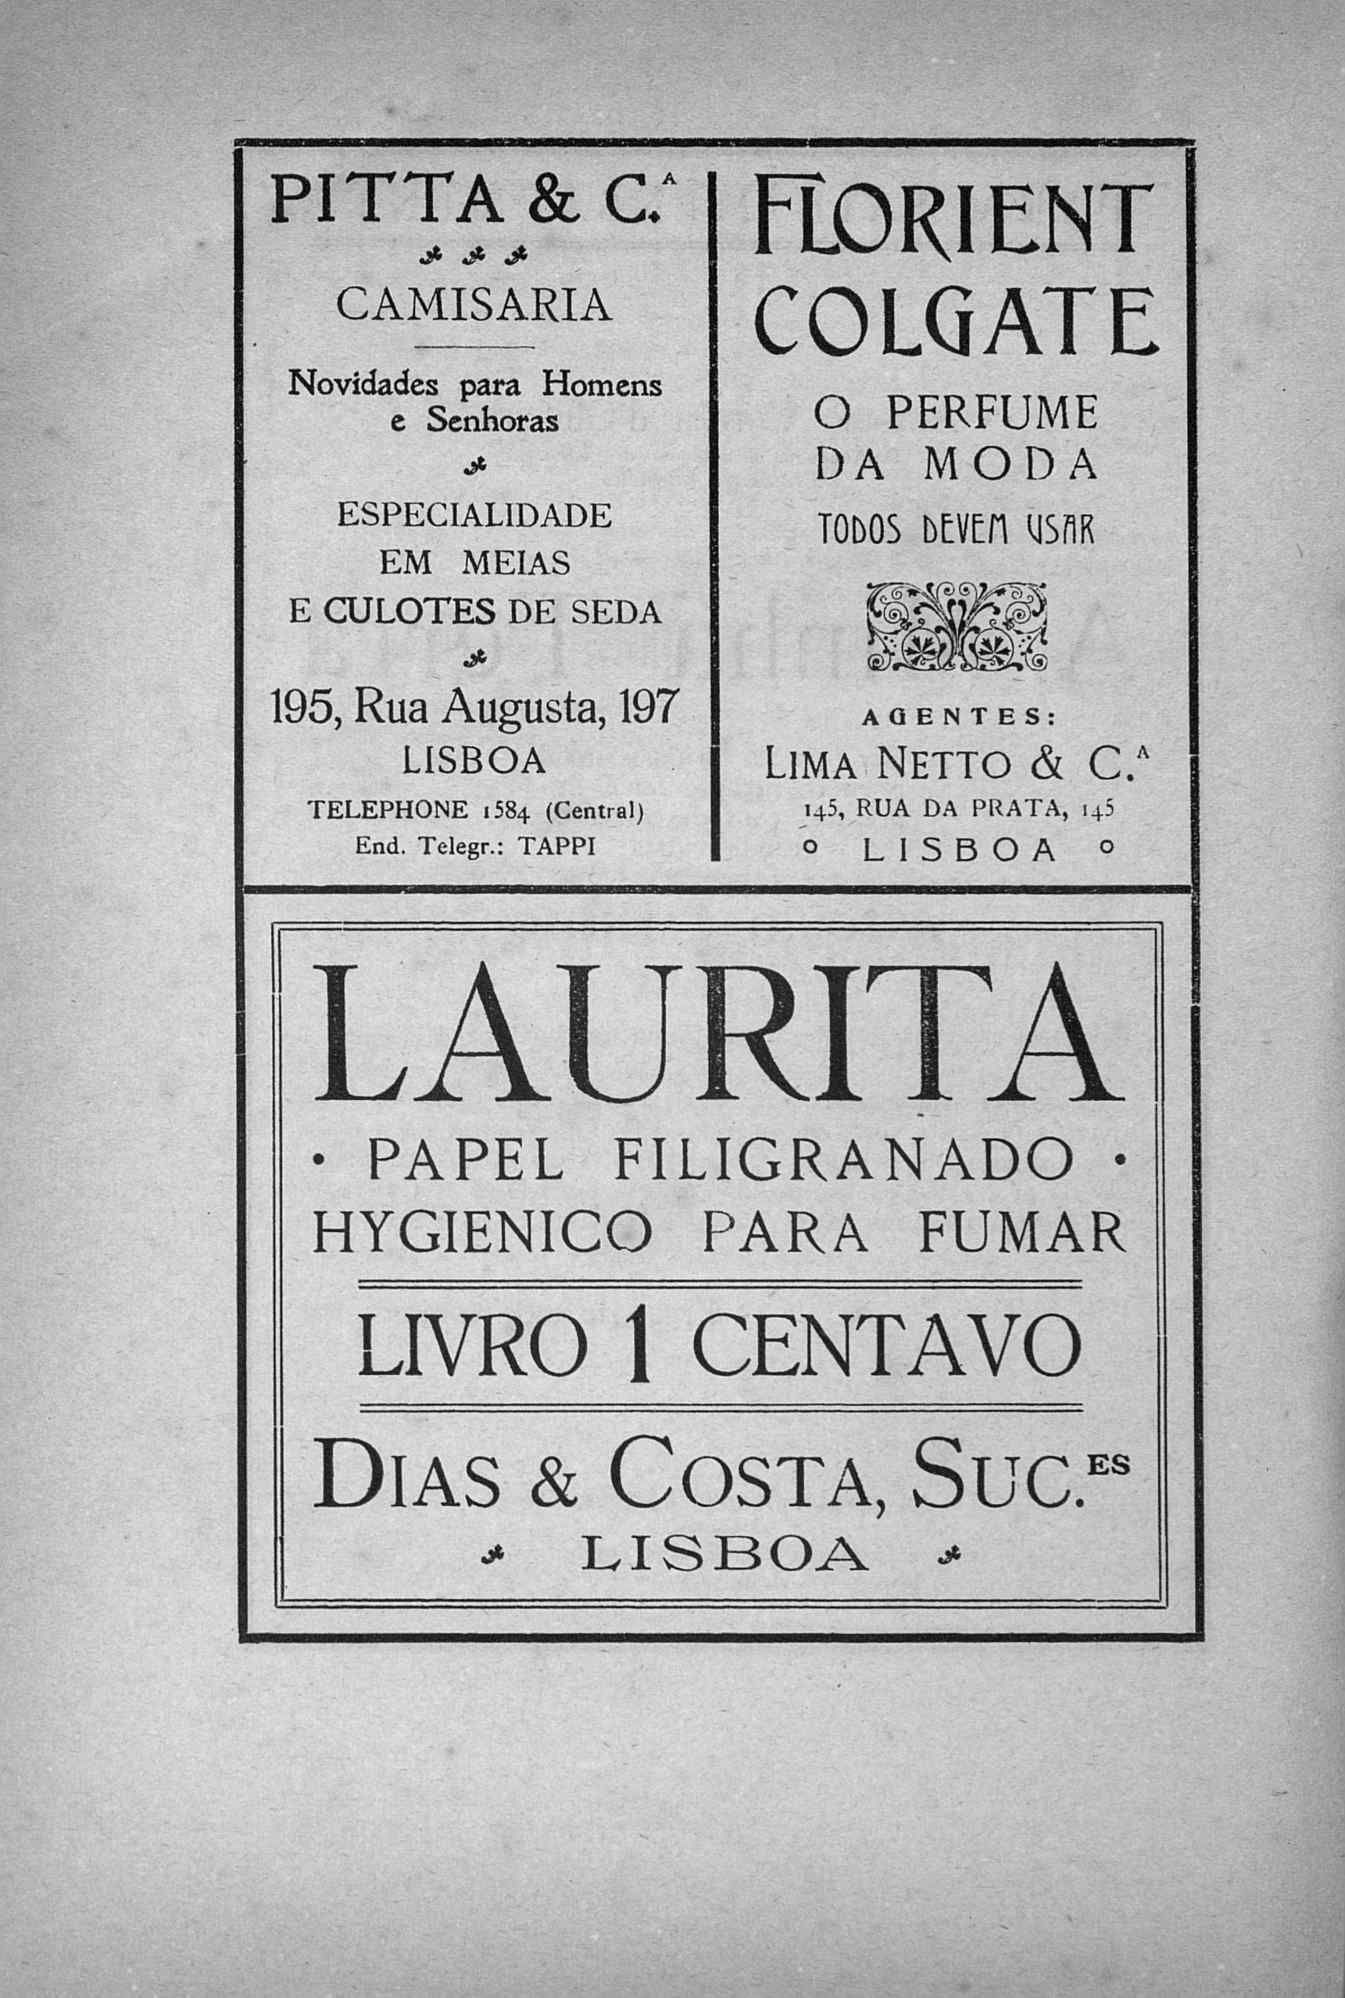 PITTA & C.ᴬ
CAMISARIA
Novidades para Homens
e Senhoras
ESPECIALIDADE
EM MEIAS
E CULOTES DE SEDA
195, Rua Augusta, 197
LISBOA
TELEPHONE 1584 (Central)
End. Telegr.: TAPPI
FLORIENT
COLGATE
O PERFUME
DA MODA
TODOS DEVEM USAR
AGENTES:
LIMA NETTO & C.ᴬ
145, RUA DA PRATA, 145
LISBOA
LAURITA
• PAPEL FILIGRANADO •
HYGIENICO PARA FUMAR
LIVRO 1 CENTAVO
DIAS & COSTA, SUC.ES
LISBOA